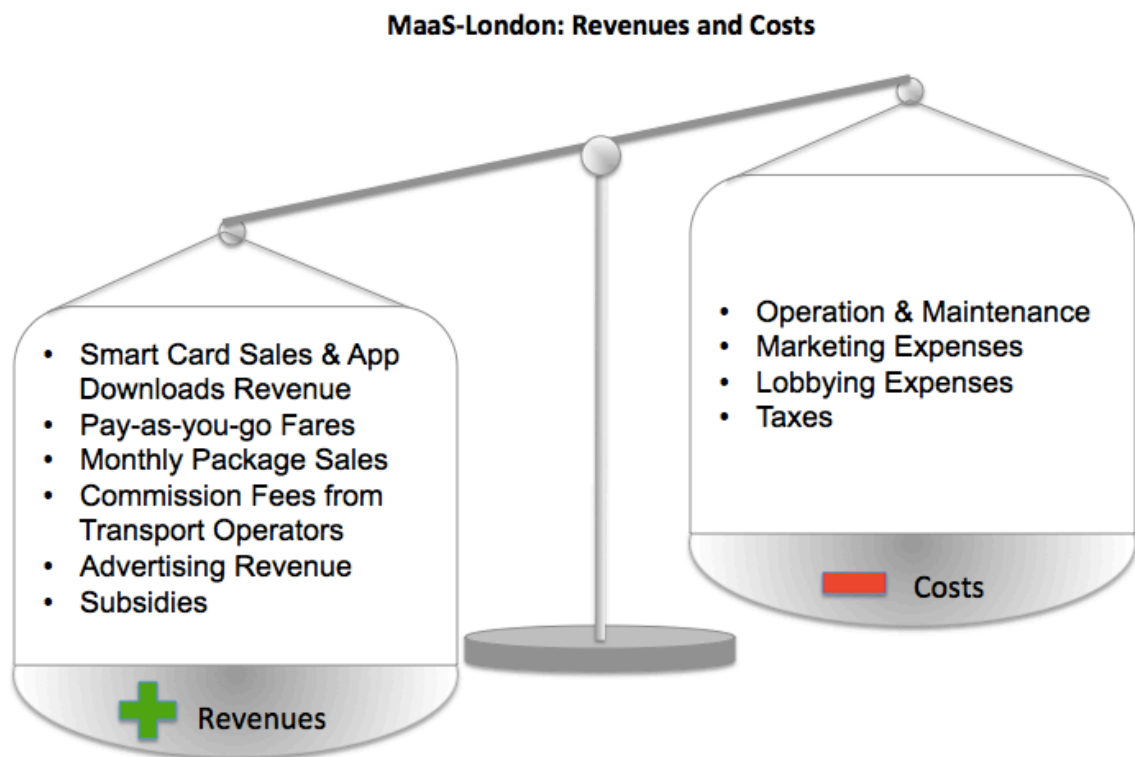 MaaS-London: Revenues and Costs
• Smart Card Sales & App
Downloads Revenue
• Pay-as-you-go Fares
• Monthly Package Sales
• Commission Fees from
Transport Operators
• Advertising Revenue
• Subsidies
Revenues
• Operation & Maintenance
• Marketing Expenses
• Lobbying Expenses
• Taxes
Costs